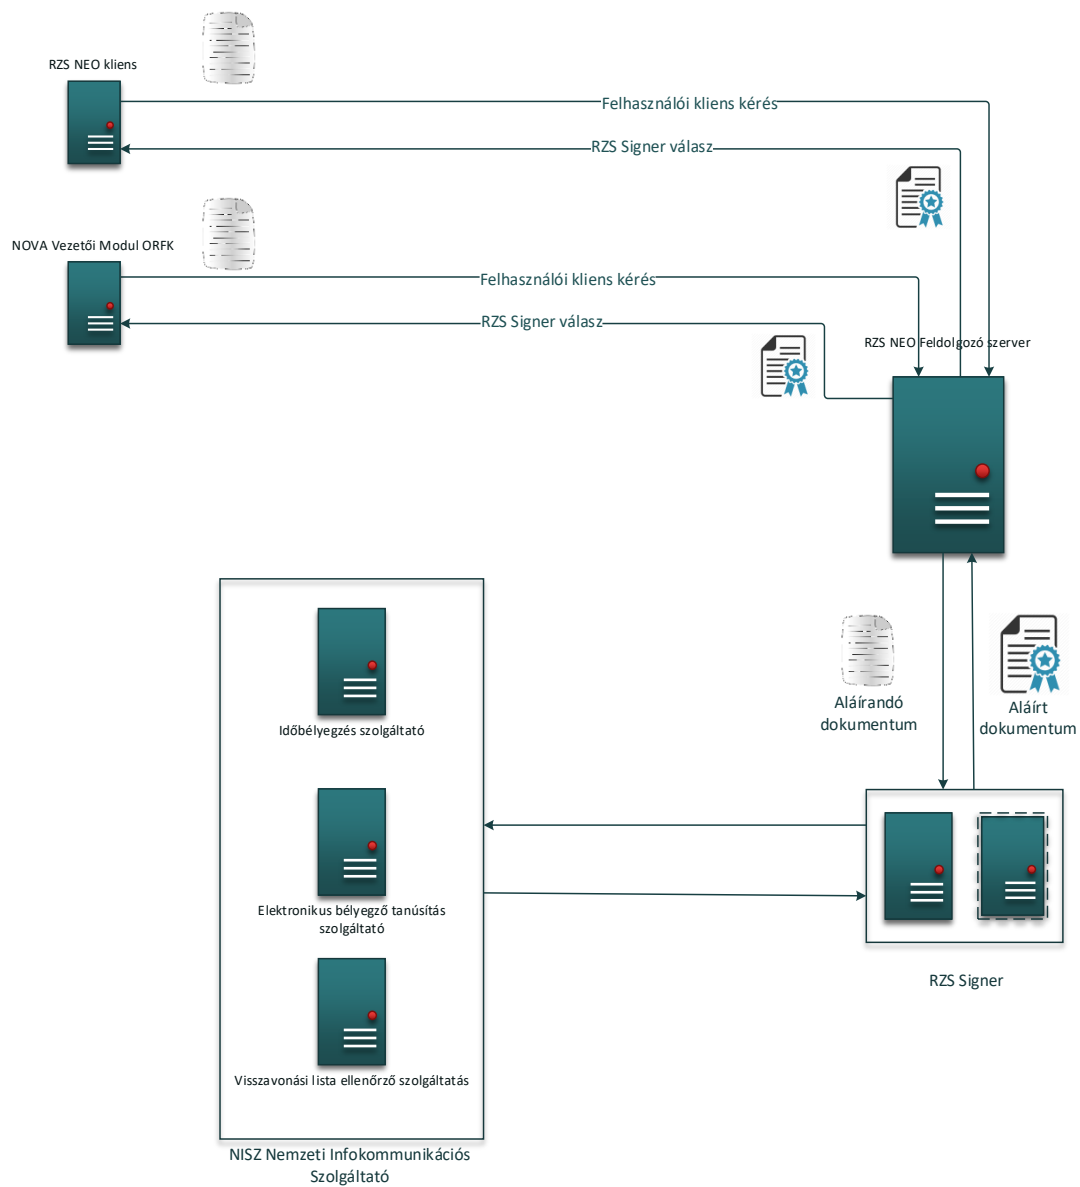 RZS NEO kliens
Felhasználói kliens kérés
RZS Signer válasz
NOVA Vezetői Modul ORFK
Felhasználói kliens kérés
RZS Signer válasz
RZS NEO Feldolgozó szerver
Aláírandó
dokumentum
Aláírt
dokumentum
Időbélyegzés szolgáltató
Elektronikus bélyegző tanúsítás
szolgáltató
RZS Signer
Visszavonási lista ellenőrző szolgáltatás
NISZ Nemzeti Infokommunikációs
Szolgáltató